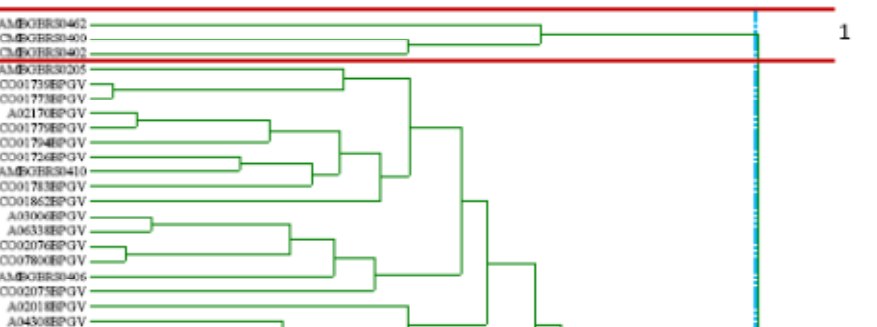 AMBGBRS0462
CMBGBRS0400
CMBGBRS0402
AMBGBRS0205
CO01739BPGV
CO01773BPGV
A02170BPGV
CO01779BPGV
CO01794BPGV
CO01726BPGV
AMBGBRS0410
CO01783BPGV
CO01862BPGV
A03006BPGV
A06338BPGV
CO02076BPGV
CO07800BPGV
AMBGBRS0406
CO02075BPGV
A02018BPGV
A04308BPGV
1